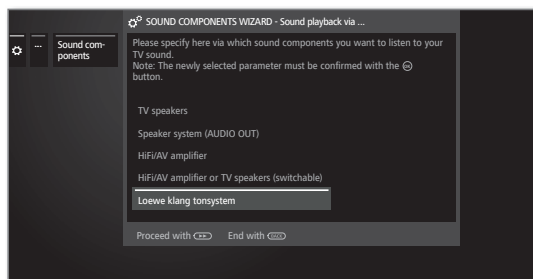 SOUND COMPONENTS WIZARD - Sound playback via ...
... Sound com-
ponents
Please specify here via which sound components you want to listen to your
TV sound.
Note: The newly selected parameter must be confirmed with the OK
button.
TV speakers
Speaker system (AUDIO OUT)
HiFi/AV amplifier
HiFi/AV amplifier or TV speakers (switchable)
Loewe klang tonsystem
Proceed with End with BACK